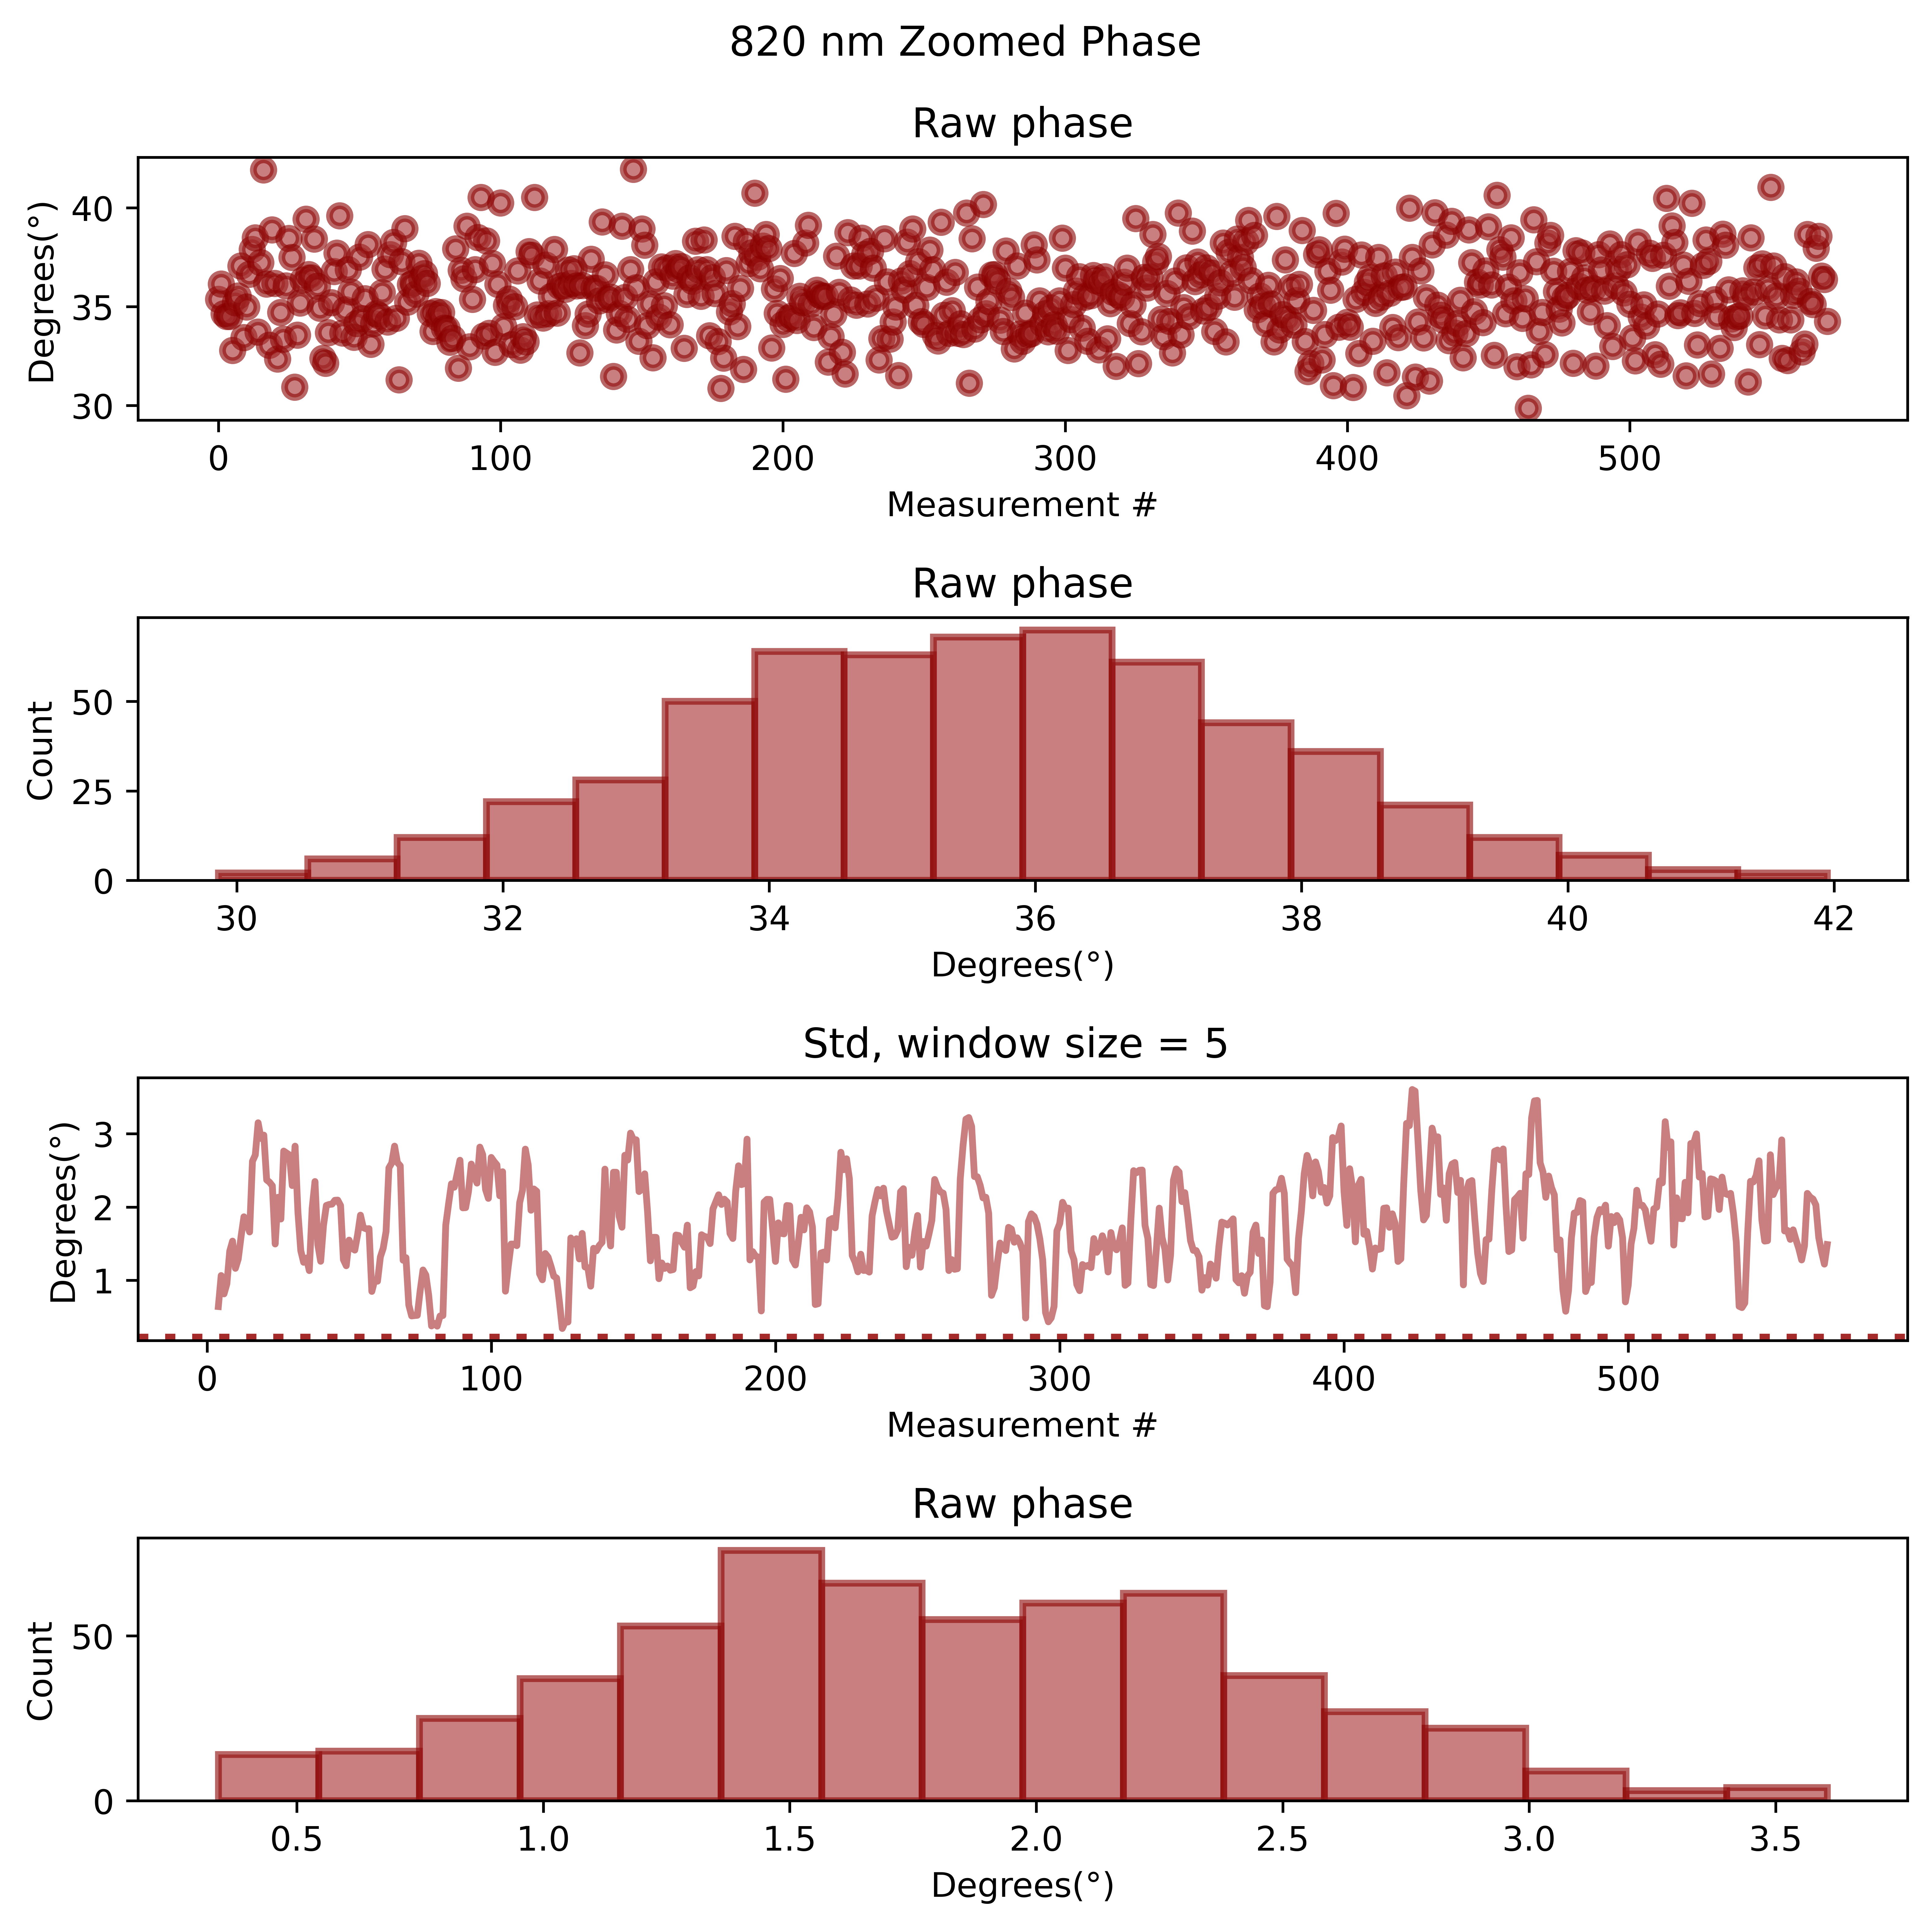 820 nm Zoomed Phase
Raw phase
Degrees(°)
40
35
30
0 100 200 300 400 500
Measurement #
Raw phase
Count
50
25
0
30 32 34 36 38 40 42
Degrees(°)
Std, window size = 5
Degrees(°)
3
2
1
0 100 200 300 400 500
Measurement #
Raw phase
Count
50
0
0.5 1.0 1.5 2.0 2.5 3.0 3.5
Degrees(°)